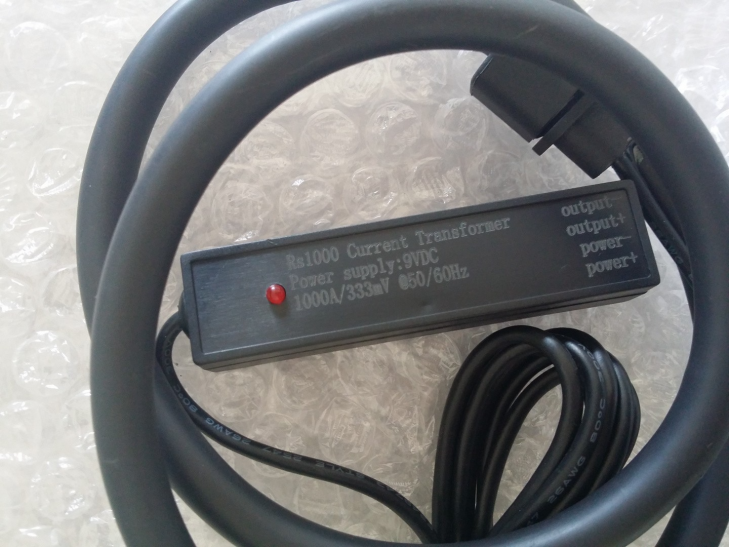 Rs1000 Current Transformer
Power supply:9VDC
1000A/333mV @50/60Hz
output-
output+
power-
power+